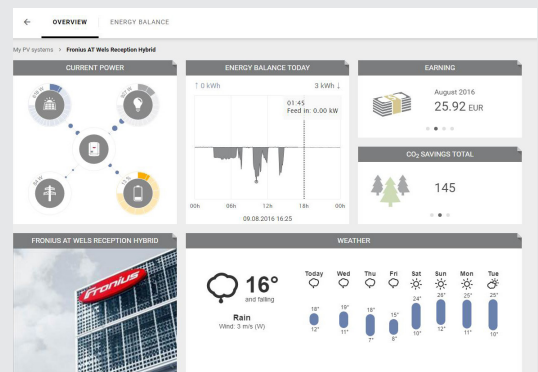 OVERVIEW
ENERGY BALANCE
My PV systems > Fronius AT Wels Reception Hybrid
CURRENT POWER
ENERGY BALANCE TODAY
↑ 0 kWh
3 kWh ↓
01:45
Feed in: 0.00 kW
00h
06h
12h
18h
00h
09.08.2016 16:25
EARNING
August 2016
25.92 EUR
CO₂ SAVINGS TOTAL
145
FRONIUS AT WELS RECEPTION HYBRID
Fronius
WEATHER
16°
and falling
Rain
Wind: 3 m/s (W)
Today Wed Thu Fri Sat Sun Mon Tue
18° 19° 18° 15° 24° 26° 25° 25°
12° 11° 7° 8° 10° 12° 11° 10°